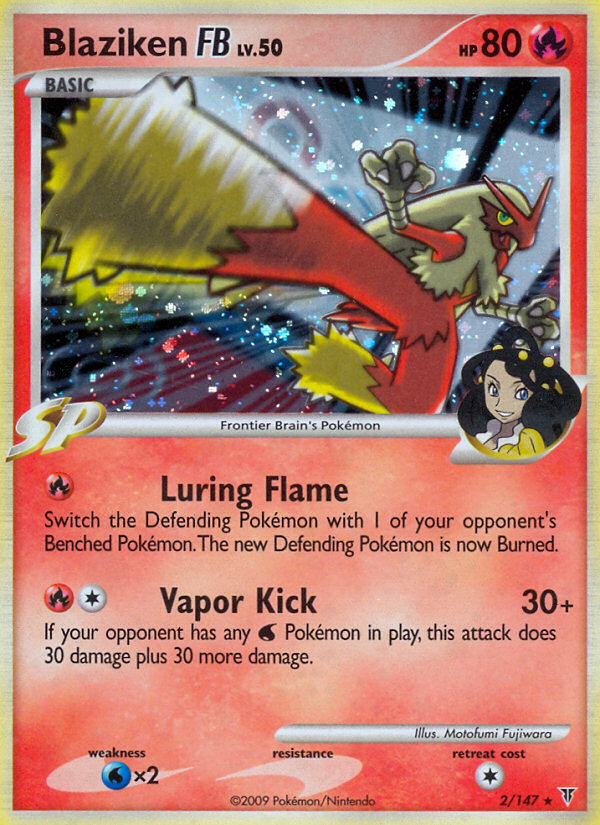 Blaziken FB LV.50 HP 80
BASIC
SP
Frontier Brain's Pokémon
Luring Flame
Switch the Defending Pokémon with 1 of your opponent's
Benched Pokémon. The new Defending Pokémon is now Burned.
Vapor Kick 30+
If your opponent has any Pokémon in play, this attack does
30 damage plus 30 more damage.
Illus. Motofumi Fujiwara
weakness resistance retreat cost
×2
©2009 Pokémon/Nintendo 2/147 ★